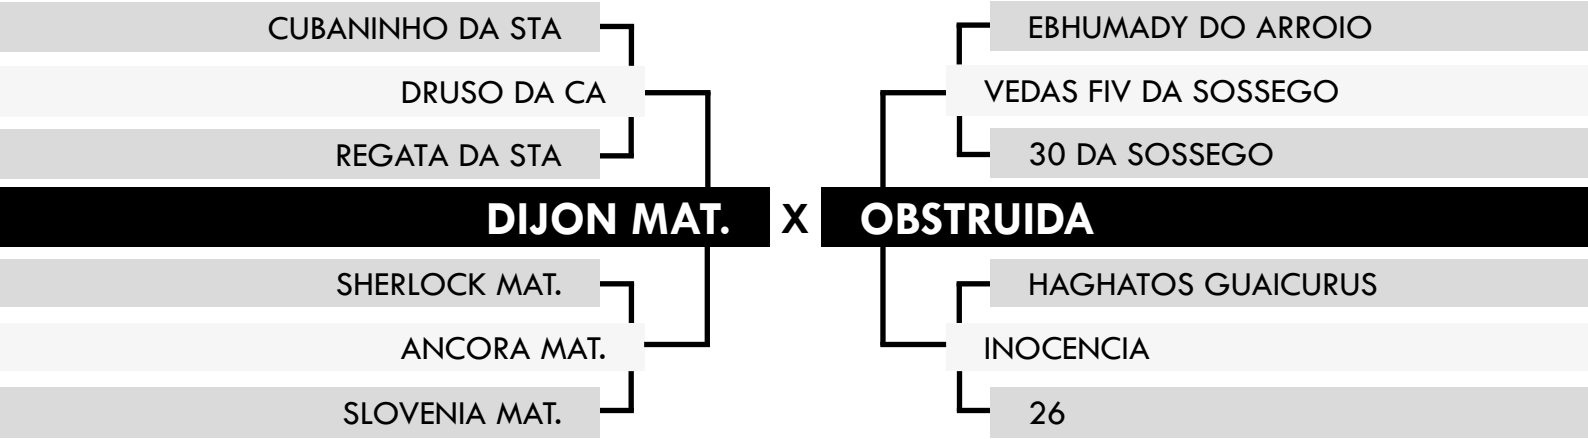 CUBANINHO DA STA
DRUSO DA CA
REGATA DA STA
DIJON MAT. X OBSTRUIDA
SHERLOCK MAT.
ANCORA MAT.
SLOVENIA MAT.
EBHUMADY DO ARROIO
VEDAS FIV DA SOSSEGO
30 DA SOSSEGO
HAGHATOS GUAICURUS
INOCENCIA
26